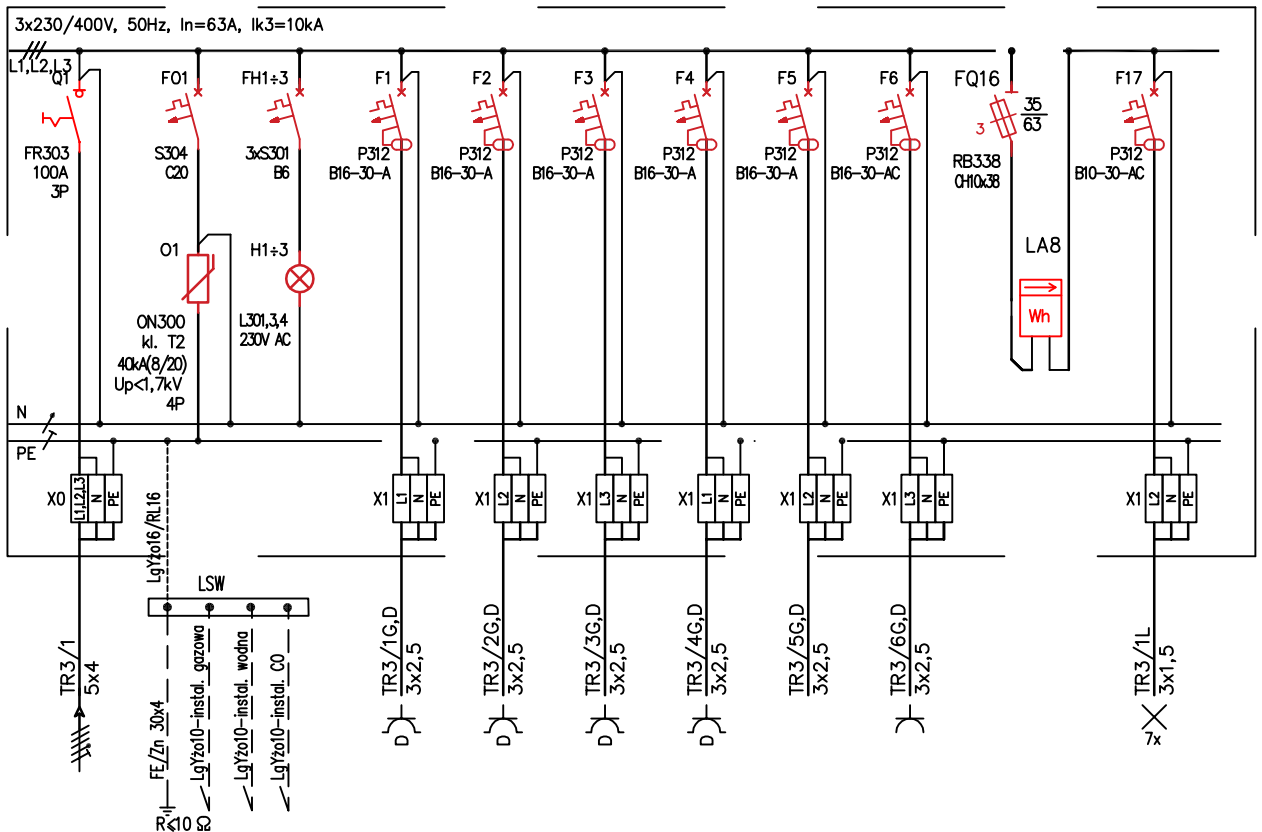 3x230/400V, 50Hz, In=63A, Ik3=10kA
L1,L2,L3
Q1
FR303
100A
3P
F01
S304
C20
FH1÷3
3xS301
B6
F1
P312
B16-30-A
F2
P312
B16-30-A
F3
P312
B16-30-A
F4
P312
B16-30-A
F5
P312
B16-30-A
F6
P312
B16-30-AC
FQ16
3
35
63
RB338
CH10x38
F17
P312
B10-30-AC
O1
ON300
kl. T2
40kA(8/20)
Up<1,7kV
4P
H1÷3
L301,3,4
230V AC
LA8
Wh
N
PE
X0
L1,L2,L3
N
PE
X1
L1
N
PE
X1
L2
N
PE
X1
L3
N
PE
X1
L1
N
PE
X1
L2
N
PE
X1
L3
N
PE
X1
L2
N
PE
LgYżo16/RL16
LSW
TR3/1
5x4
FE/Zn 30x4
R≤10 Ω
LgYżo10-instal. gazowa
LgYżo10-instal. wodna
LgYżo10-instal. CO
TR3/1G,D
3x2,5
D
TR3/2G,D
3x2,5
D
TR3/3G,D
3x2,5
D
TR3/4G,D
3x2,5
D
TR3/5G,D
3x2,5
TR3/6G,D
3x2,5
TR3/1L
3x1,5
7x